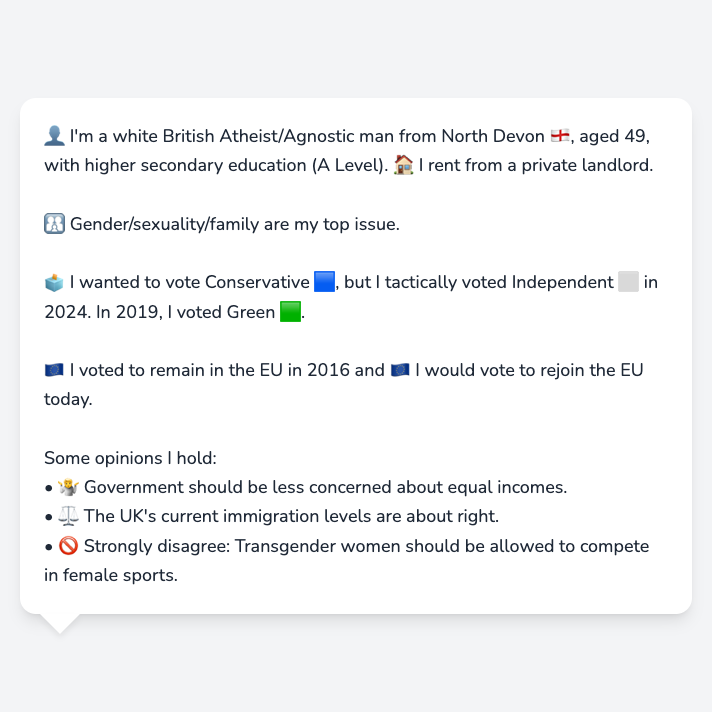 👤 I'm a white British Atheist/Agnostic man from North Devon 🏴󠁧󠁢󠁥󠁮󠁧󠁿, aged 49,
with higher secondary education (A Level). 🏠 I rent from a private landlord.
🚻 Gender/sexuality/family are my top issue.
🗳️ I wanted to vote Conservative 🟦, but I tactically voted Independent ⬜ in
2024. In 2019, I voted Green 🟩.
🇪🇺 I voted to remain in the EU in 2016 and 🇪🇺 I would vote to rejoin the EU
today.
Some opinions I hold:
• 🤷 Government should be less concerned about equal incomes.
• ⚖️ The UK's current immigration levels are about right.
• 🚫 Strongly disagree: Transgender women should be allowed to compete
in female sports.